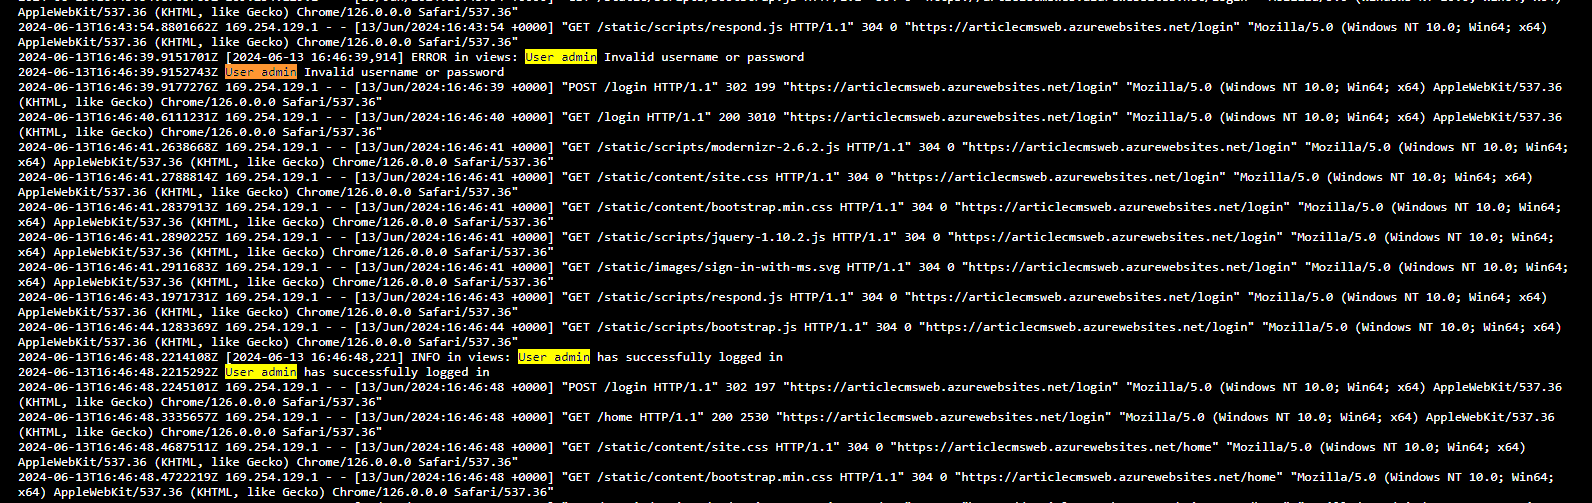 AppleWebKit/537.36 (KHTML, like Gecko) Chrome/126.0.0.0 Safari/537.36"
2024-06-13T16:43:54.8801662Z 169.254.129.1 - - [13/Jun/2024:16:43:54 +0000] "GET /static/scripts/respond.js HTTP/1.1" 304 0 "https://articlecmsweb.azurewebsites.net/login" "Mozilla/5.0 (Windows NT 10.0; Win64; x64)
AppleWebKit/537.36 (KHTML, like Gecko) Chrome/126.0.0.0 Safari/537.36"
2024-06-13T16:46:39.9151701Z [2024-06-13 16:46:39,914] ERROR in views: User admin Invalid username or password
2024-06-13T16:46:39.9152743Z User admin Invalid username or password
2024-06-13T16:46:39.9177276Z 169.254.129.1 - - [13/Jun/2024:16:46:39 +0000] "POST /login HTTP/1.1" 302 199 "https://articlecmsweb.azurewebsites.net/login" "Mozilla/5.0 (Windows NT 10.0; Win64; x64) AppleWebKit/537.36
(KHTML, like Gecko) Chrome/126.0.0.0 Safari/537.36"
2024-06-13T16:46:40.6111231Z 169.254.129.1 - - [13/Jun/2024:16:46:40 +0000] "GET /login HTTP/1.1" 200 3010 "https://articlecmsweb.azurewebsites.net/login" "Mozilla/5.0 (Windows NT 10.0; Win64; x64) AppleWebKit/537.36
(KHTML, like Gecko) Chrome/126.0.0.0 Safari/537.36"
2024-06-13T16:46:41.2638668Z 169.254.129.1 - - [13/Jun/2024:16:46:41 +0000] "GET /static/scripts/modernizr-2.6.2.js HTTP/1.1" 304 0 "https://articlecmsweb.azurewebsites.net/login" "Mozilla/5.0 (Windows NT 10.0; Win64;
x64) AppleWebKit/537.36 (KHTML, like Gecko) Chrome/126.0.0.0 Safari/537.36"
2024-06-13T16:46:41.2788814Z 169.254.129.1 - - [13/Jun/2024:16:46:41 +0000] "GET /static/content/site.css HTTP/1.1" 304 0 "https://articlecmsweb.azurewebsites.net/login" "Mozilla/5.0 (Windows NT 10.0; Win64; x64)
AppleWebKit/537.36 (KHTML, like Gecko) Chrome/126.0.0.0 Safari/537.36"
2024-06-13T16:46:41.2837913Z 169.254.129.1 - - [13/Jun/2024:16:46:41 +0000] "GET /static/content/bootstrap.min.css HTTP/1.1" 304 0 "https://articlecmsweb.azurewebsites.net/login" "Mozilla/5.0 (Windows NT 10.0; Win64;
x64) AppleWebKit/537.36 (KHTML, like Gecko) Chrome/126.0.0.0 Safari/537.36"
2024-06-13T16:46:41.2890225Z 169.254.129.1 - - [13/Jun/2024:16:46:41 +0000] "GET /static/scripts/jquery-1.10.2.js HTTP/1.1" 304 0 "https://articlecmsweb.azurewebsites.net/login" "Mozilla/5.0 (Windows NT 10.0; Win64;
x64) AppleWebKit/537.36 (KHTML, like Gecko) Chrome/126.0.0.0 Safari/537.36"
2024-06-13T16:46:41.2911683Z 169.254.129.1 - - [13/Jun/2024:16:46:41 +0000] "GET /static/images/sign-in-with-ms.svg HTTP/1.1" 304 0 "https://articlecmsweb.azurewebsites.net/login" "Mozilla/5.0 (Windows NT 10.0; Win64;
x64) AppleWebKit/537.36 (KHTML, like Gecko) Chrome/126.0.0.0 Safari/537.36"
2024-06-13T16:46:43.1971731Z 169.254.129.1 - - [13/Jun/2024:16:46:43 +0000] "GET /static/scripts/respond.js HTTP/1.1" 304 0 "https://articlecmsweb.azurewebsites.net/login" "Mozilla/5.0 (Windows NT 10.0; Win64; x64)
AppleWebKit/537.36 (KHTML, like Gecko) Chrome/126.0.0.0 Safari/537.36"
2024-06-13T16:46:44.1283369Z 169.254.129.1 - - [13/Jun/2024:16:46:44 +0000] "GET /static/scripts/bootstrap.js HTTP/1.1" 304 0 "https://articlecmsweb.azurewebsites.net/login" "Mozilla/5.0 (Windows NT 10.0; Win64; x64)
AppleWebKit/537.36 (KHTML, like Gecko) Chrome/126.0.0.0 Safari/537.36"
2024-06-13T16:46:48.2214108Z [2024-06-13 16:46:48,221] INFO in views: User admin has successfully logged in
2024-06-13T16:46:48.2215292Z User admin has successfully logged in
2024-06-13T16:46:48.2245101Z 169.254.129.1 - - [13/Jun/2024:16:46:48 +0000] "POST /login HTTP/1.1" 302 197 "https://articlecmsweb.azurewebsites.net/login" "Mozilla/5.0 (Windows NT 10.0; Win64; x64) AppleWebKit/537.36
(KHTML, like Gecko) Chrome/126.0.0.0 Safari/537.36"
2024-06-13T16:46:48.3335657Z 169.254.129.1 - - [13/Jun/2024:16:46:48 +0000] "GET /home HTTP/1.1" 200 2530 "https://articlecmsweb.azurewebsites.net/login" "Mozilla/5.0 (Windows NT 10.0; Win64; x64) AppleWebKit/537.36
(KHTML, like Gecko) Chrome/126.0.0.0 Safari/537.36"
2024-06-13T16:46:48.4687511Z 169.254.129.1 - - [13/Jun/2024:16:46:48 +0000] "GET /static/content/site.css HTTP/1.1" 304 0 "https://articlecmsweb.azurewebsites.net/home" "Mozilla/5.0 (Windows NT 10.0; Win64; x64)
AppleWebKit/537.36 (KHTML, like Gecko) Chrome/126.0.0.0 Safari/537.36"
2024-06-13T16:46:48.4722219Z 169.254.129.1 - - [13/Jun/2024:16:46:48 +0000] "GET /static/content/bootstrap.min.css HTTP/1.1" 304 0 "https://articlecmsweb.azurewebsites.net/home" "Mozilla/5.0 (Windows NT 10.0; Win64;
x64) AppleWebKit/537.36 (KHTML, like Gecko) Chrome/126.0.0.0 Safari/537.36"